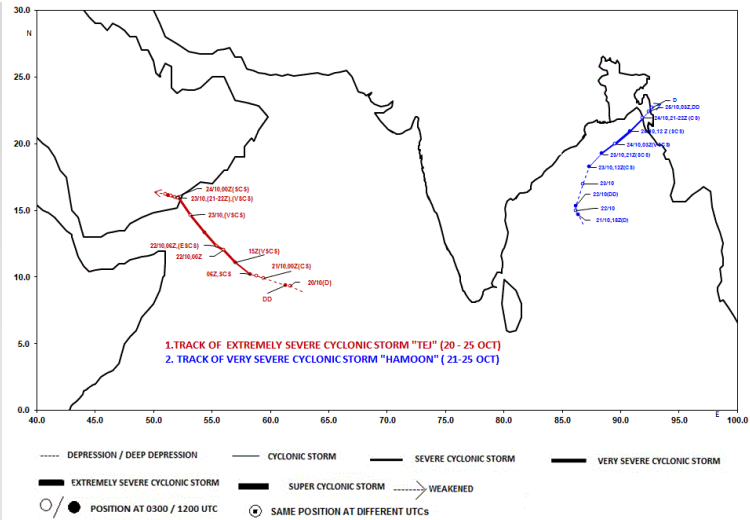 30.0
N
25.0
20.0
15.0
10.0
5.0
0.0
40.0 45.0 50.0 55.0 60.0 65.0 70.0 75.0 80.0 85.0 90.0 95.0 E 100.0
24/10,00Z(SCS)
23/10,(21-22Z),(VSCS)
23/10,(VSCS)
22/10,06Z,(ESCS)
22/10,00Z
15Z(VSCS)
21/10,00Z(CS)
06Z,SCS
20/10(D)
DD
D
25/10,03Z,DD
24/10,21-22Z (CS)
24/10,12 Z (SCS)
24/10,03Z(VSCS)
23/10,21Z(SCS)
23/10,12Z(CS)
23/10
22/10(DD)
22/10
21/10,18Z(D)
1.TRACK OF EXTREMELY SEVERE CYCLONIC STORM "TEJ" (20 - 25 OCT)
2. TRACK OF VERY SEVERE CYCLONIC STORM "HAMOON" ( 21-25 OCT)
DEPRESSION / DEEP DEPRESSION CYCLONIC STORM SEVERE CYCLONIC STORM VERY SEVERE CYCLONIC STORM
EXTREMELY SEVERE CYCLONIC STORM SUPER CYCLONIC STORM WEAKENED
POSITION AT 0300 / 1200 UTC SAME POSITION AT DIFFERENT UTCs